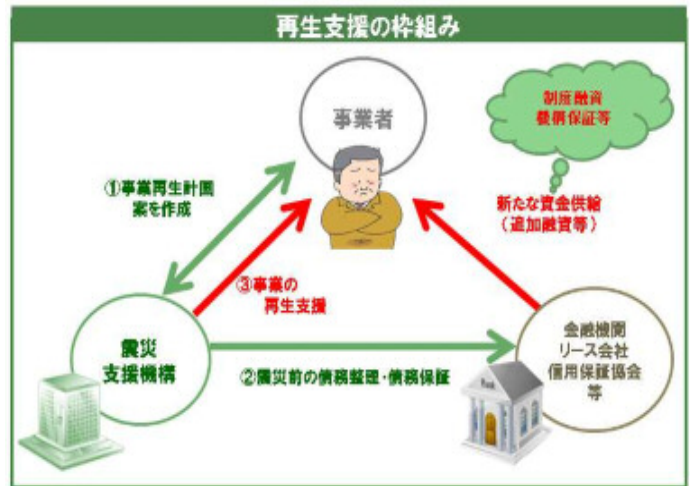 再生支援の枠組み
事業者
制度融資
機構保証等
①事業再生計画
案を作成
新たな資金供給
（追加融資等）
③事業の
再生支援
震災
支援機構
金融機関
リース会社
信用保証協会
等
②震災前の債務整理・債務保証